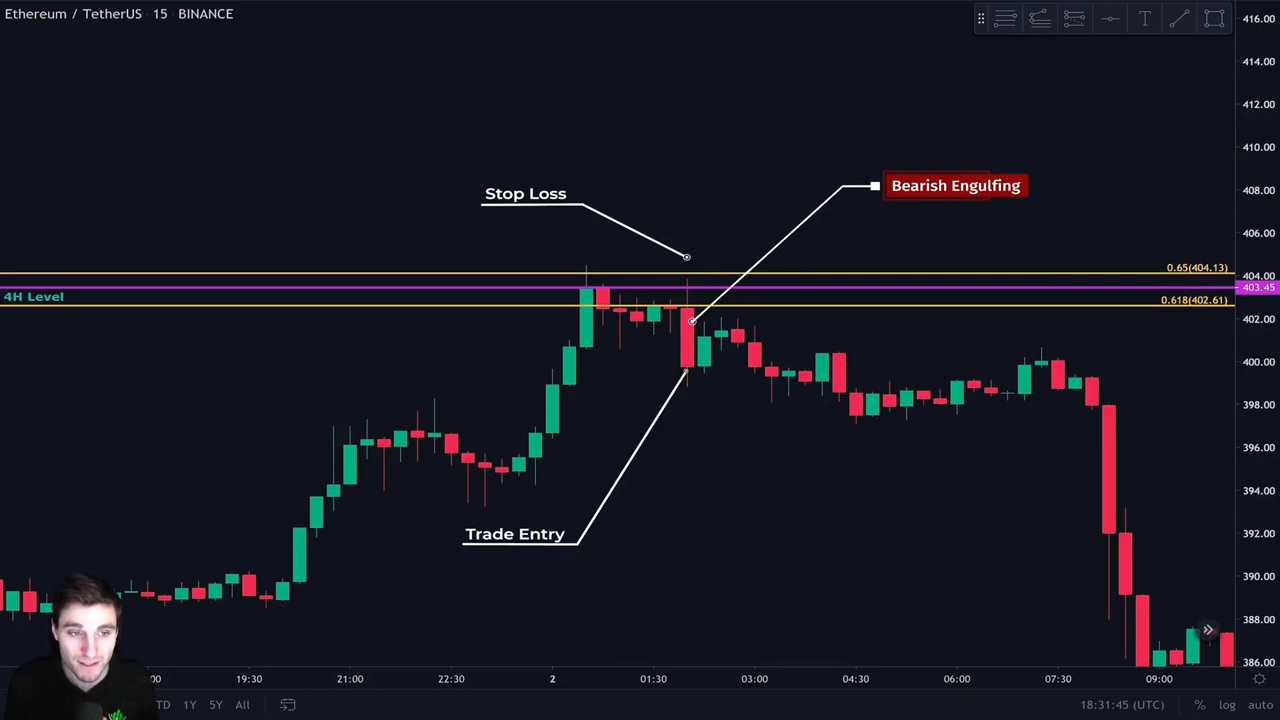 Ethereum / TetherUS · 15 · BINANCE
T
416.00
414.00
412.00
410.00
408.00
406.00
404.00
403.45
402.00
400.00
398.00
396.00
394.00
392.00
390.00
388.00
386.00
Stop Loss
Bearish Engulfing
0.65(404.13)
4H Level
0.618(402.61)
Trade Entry
19:30
21:00
22:30
2
01:30
03:00
04:30
06:00
07:30
09:00
1Y
5Y
All
18:31:45 (UTC)
%
log
auto